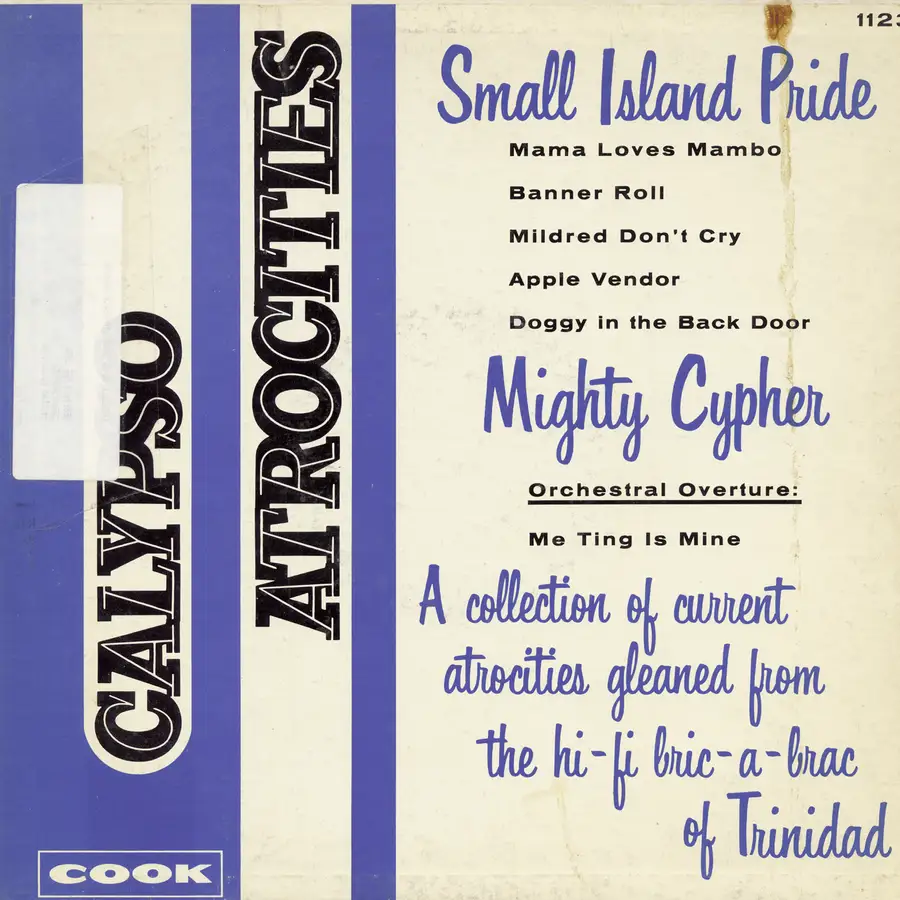 CALYPSO
ATROCITIES
1123
Small Island Pride
Mama Loves Mambo
Banner Roll
Mildred Don't Cry
Apple Vendor
Doggy in the Back Door
Mighty Cypher
Orchestral Overture:
Me Ting Is Mine
A collection of current
atrocities gleaned from
the hi-fi bric-a-brac
of Trinidad
COOK